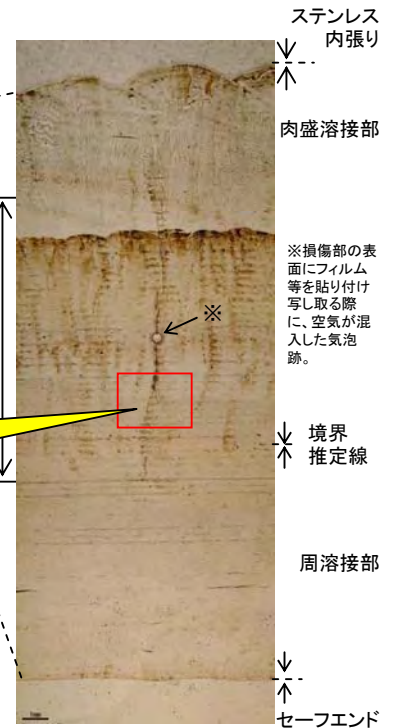 ステンレス
内張り
肉盛溶接部
※損傷部の表
面にフィルム
等を貼り付け
写し取る際
に、空気が混
入した気泡
跡。
※
境界
推定線
周溶接部
セーフエンド